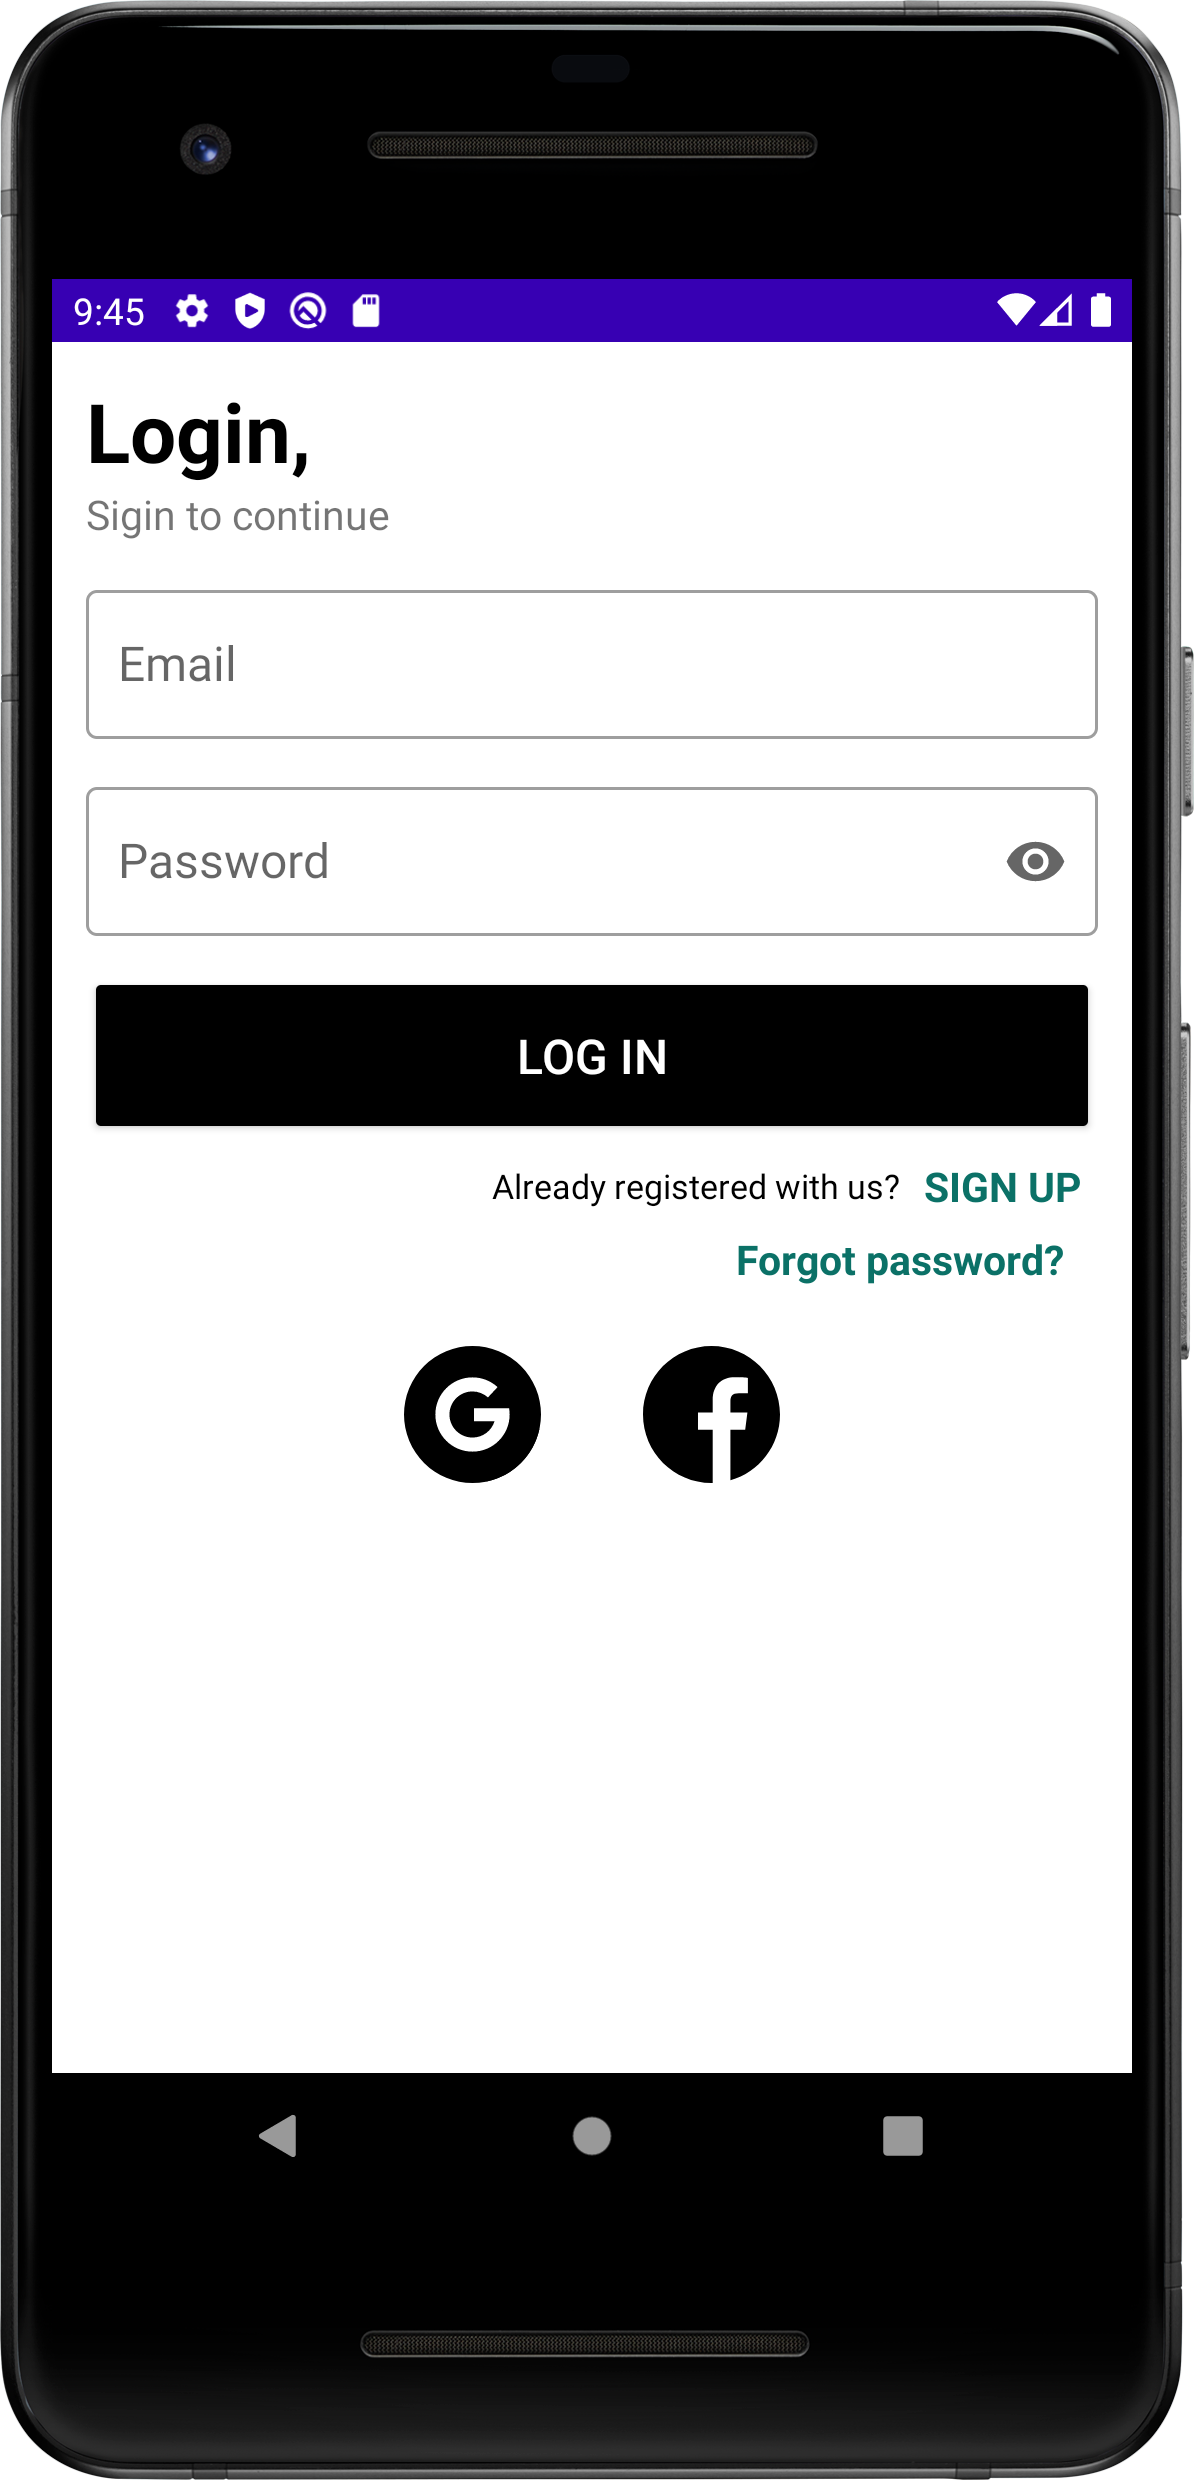 9:45
Login,
Sigin to continue
Email
Password
LOG IN
Already registered with us? SIGN UP
Forgot password?